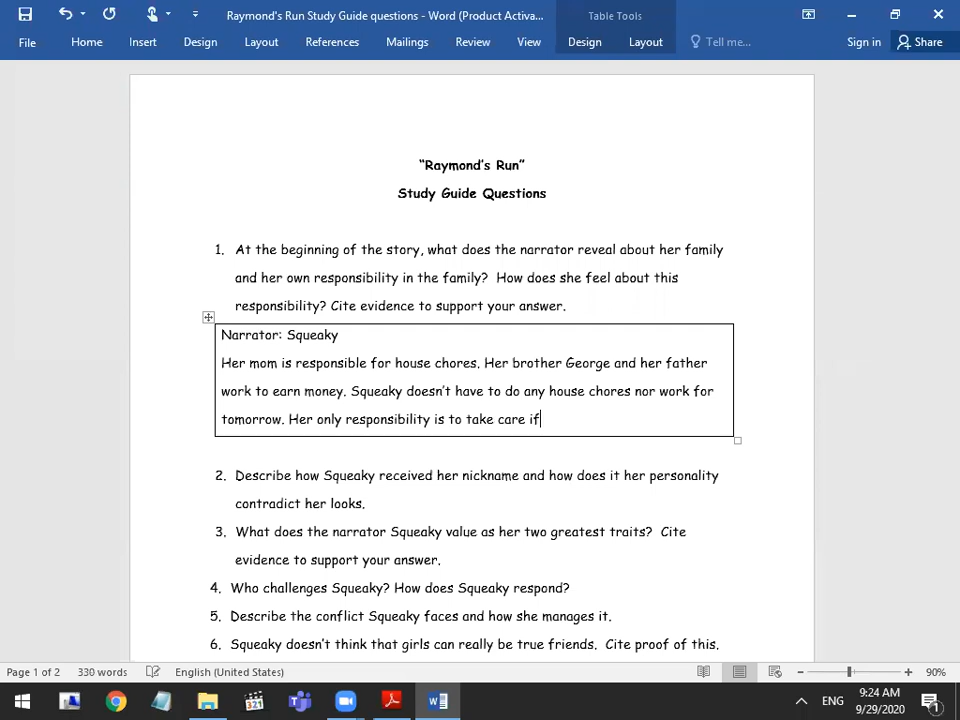 Raymond's Run Study Guide questions - Word (Product Activa...
Table Tools
File Home Insert Design Layout References Mailings Review View Design Layout Tell me... Sign in Share
“Raymond’s Run”
Study Guide Questions
1. At the beginning of the story, what does the narrator reveal about her family
and her own responsibility in the family? How does she feel about this
responsibility? Cite evidence to support your answer.
Narrator: Squeaky
Her mom is responsible for house chores. Her brother George and her father
work to earn money. Squeaky doesn’t have to do any house chores nor work for
tomorrow. Her only responsibility is to take care if
2. Describe how Squeaky received her nickname and how does it her personality
contradict her looks.
3. What does the narrator Squeaky value as her two greatest traits? Cite
evidence to support your answer.
4. Who challenges Squeaky? How does Squeaky respond?
5. Describe the conflict Squeaky faces and how she manages it.
6. Squeaky doesn’t think that girls can really be true friends. Cite proof of this.
Page 1 of 2 330 words English (United States) 90%
321
ENG
9:24 AM
9/29/2020
1